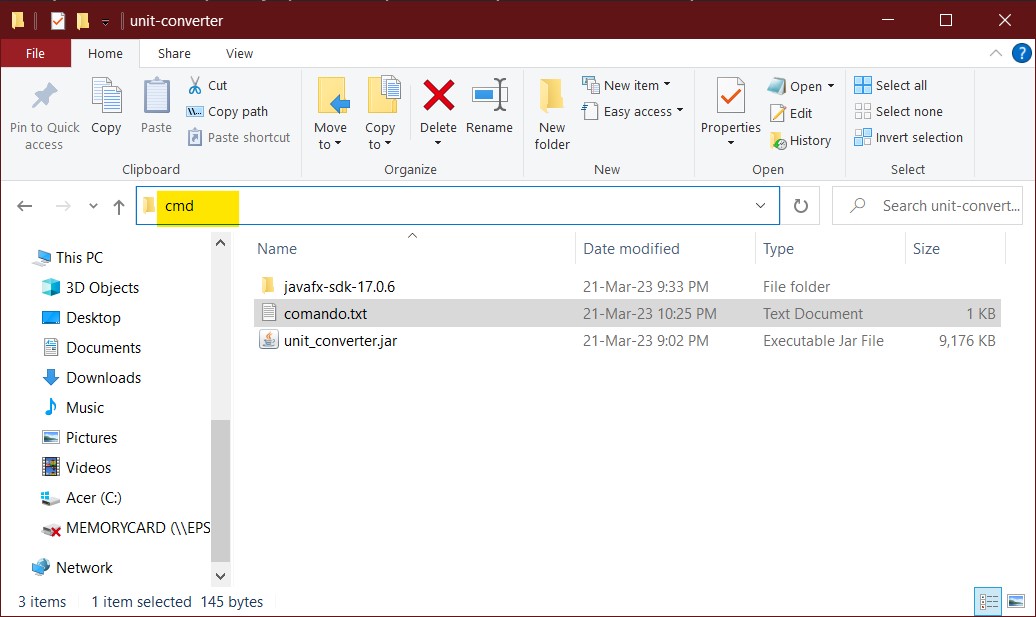 unit-converter
File Home Share View
Pin to Quick access
Copy
Paste
Cut
Copy path
Paste shortcut
Clipboard
Move to
Copy to
Delete
Rename
Organize
New folder
New item
Easy access
New
Properties
Open
Edit
History
Open
Select all
Select none
Invert selection
Select
cmd
Search unit-convert...
Name Date modified Type Size
javafx-sdk-17.0.6 21-Mar-23 9:33 PM File folder
comando.txt 21-Mar-23 10:25 PM Text Document 1 KB
unit_converter.jar 21-Mar-23 9:02 PM Executable Jar File 9,176 KB
This PC
3D Objects
Desktop
Documents
Downloads
Music
Pictures
Videos
Acer (C:)
MEMORYCARD (\\EPS
Network
3 items 1 item selected 145 bytes